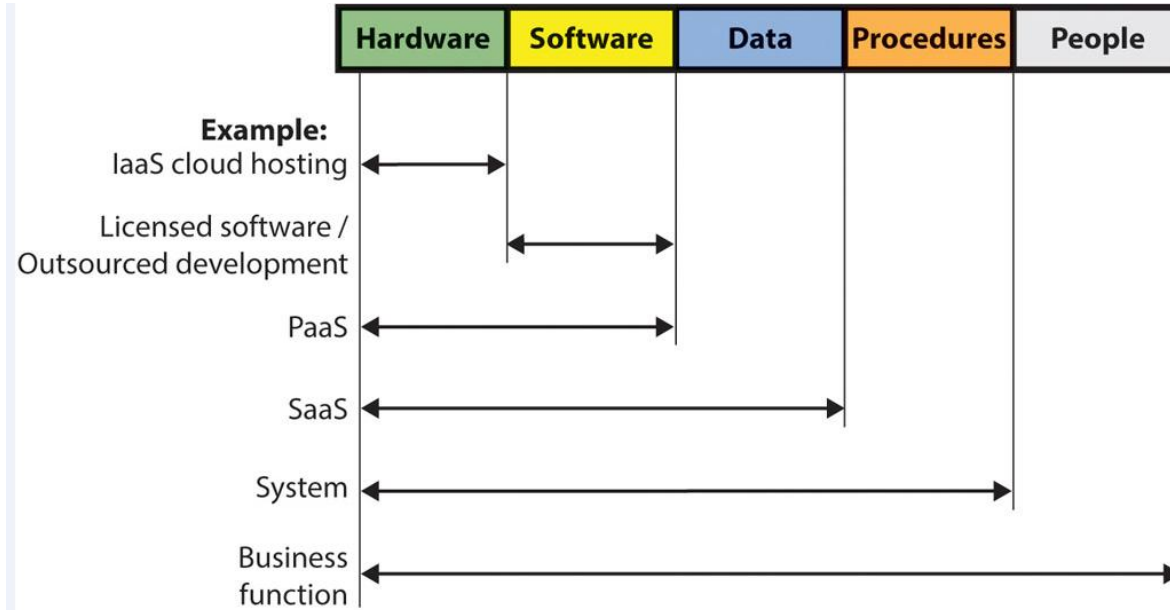 Hardware Software Data Procedures People
Example:
IaaS cloud hosting
Licensed software /
Outsourced development
PaaS
SaaS
System
Business
function